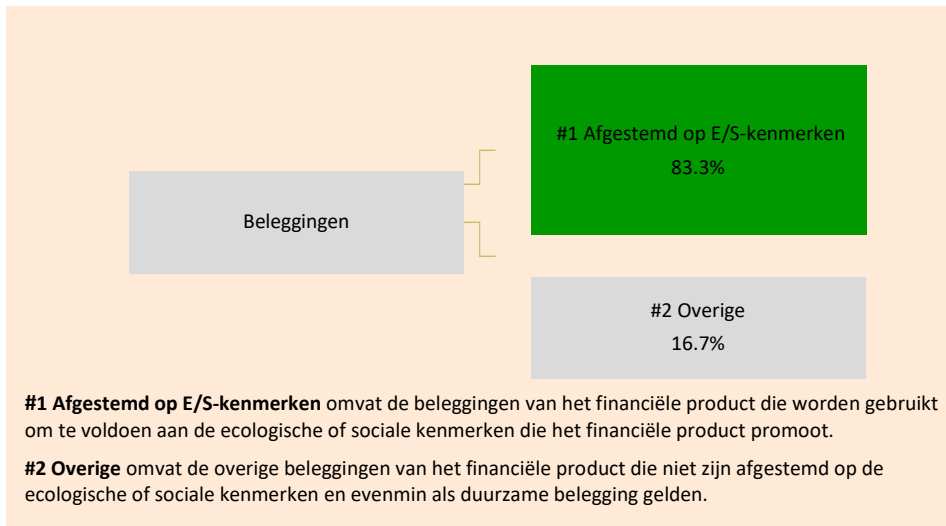 #1 Afgestemd op E/S-kenmerken
83.3%
Beleggingen
#2 Overige
16.7%
#1 Afgestemd op E/S-kenmerken omvat de beleggingen van het financiële product die worden gebruikt
om te voldoen aan de ecologische of sociale kenmerken die het financiële product promoot.
#2 Overige omvat de overige beleggingen van het financiële product die niet zijn afgestemd op de
ecologische of sociale kenmerken en evenmin als duurzame belegging gelden.